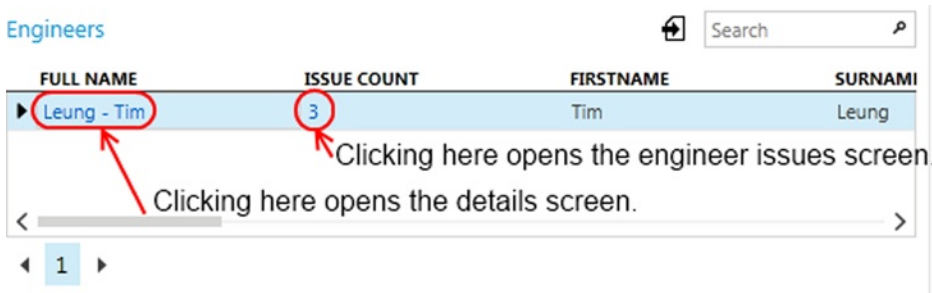 Engineers
Search
FULL NAME ISSUE COUNT FIRSTNAME SURNAM
Leung - Tim 3 Tim Leung
Clicking here opens the engineer issues screen.
Clicking here opens the details screen.
1